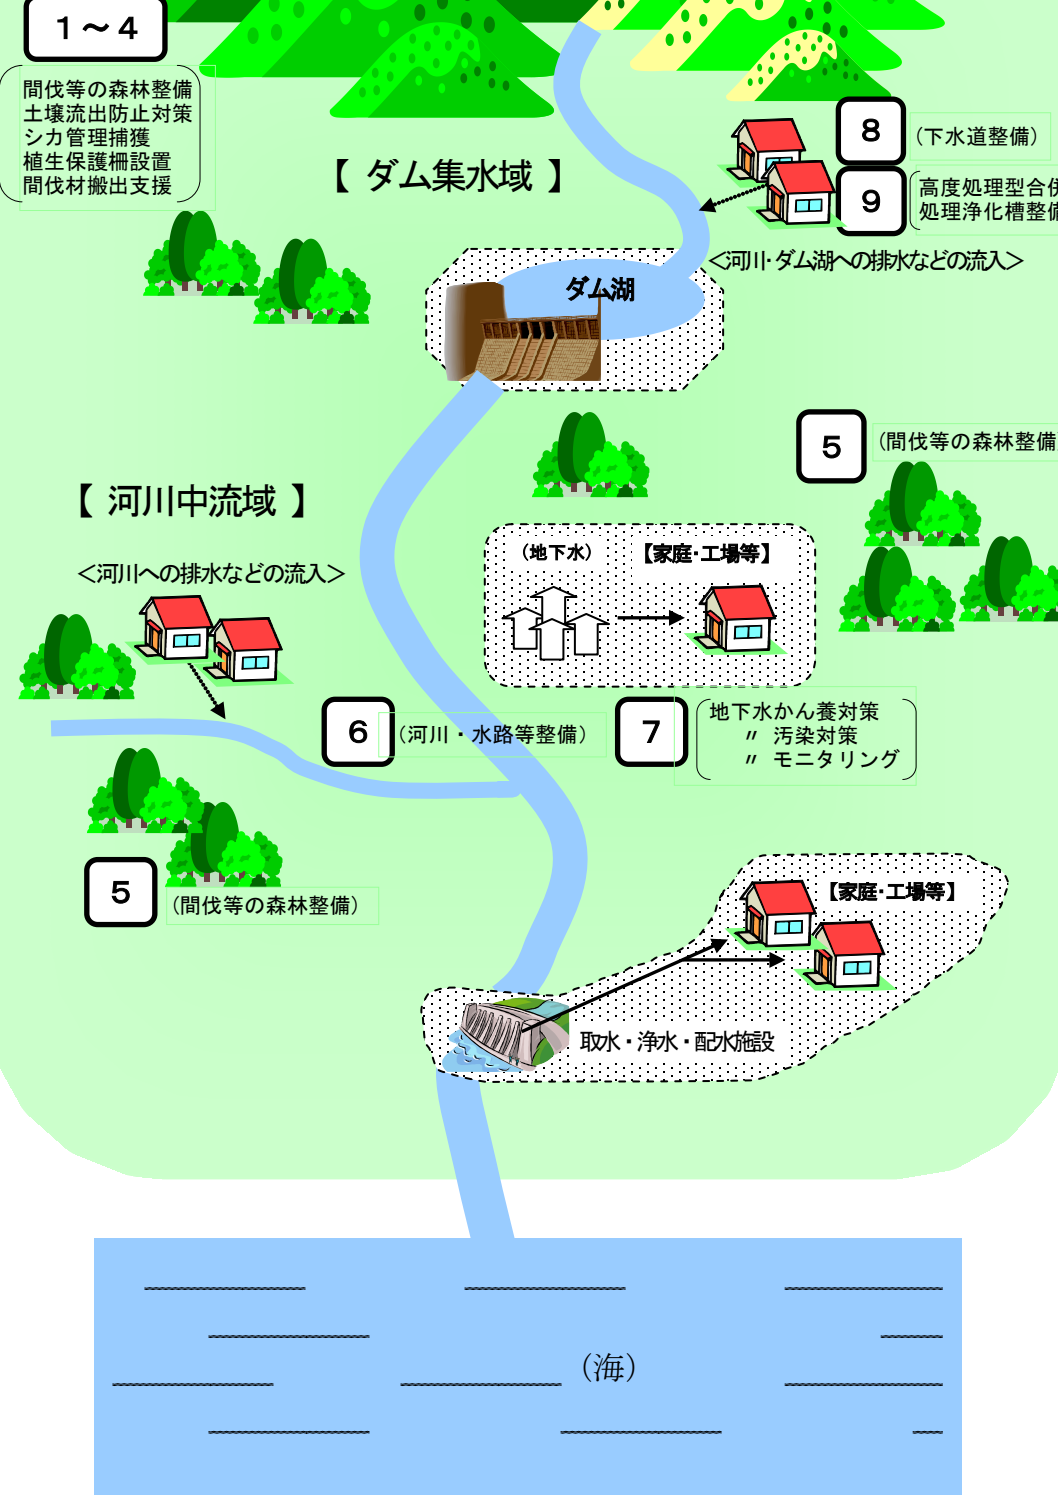 １～４
間伐等の森林整備
土壌流出防止対策
シカ管理捕獲
植生保護柵設置
間伐材搬出支援
【 ダム集水域 】
８
（下水道整備）
９
高度処理型合併
処理浄化槽整備
＜河川・ダム湖への排水などの流入＞
ダム湖
５
（間伐等の森林整備
【 河川中流域 】
＜河川への排水などの流入＞
（地下水）
【家庭・工場等】
６
（河川・水路等整備）
７
地下水かん養対策
〃 汚染対策
〃 モニタリング
５
（間伐等の森林整備）
【家庭・工場等】
取水・浄水・配水施設
（海）